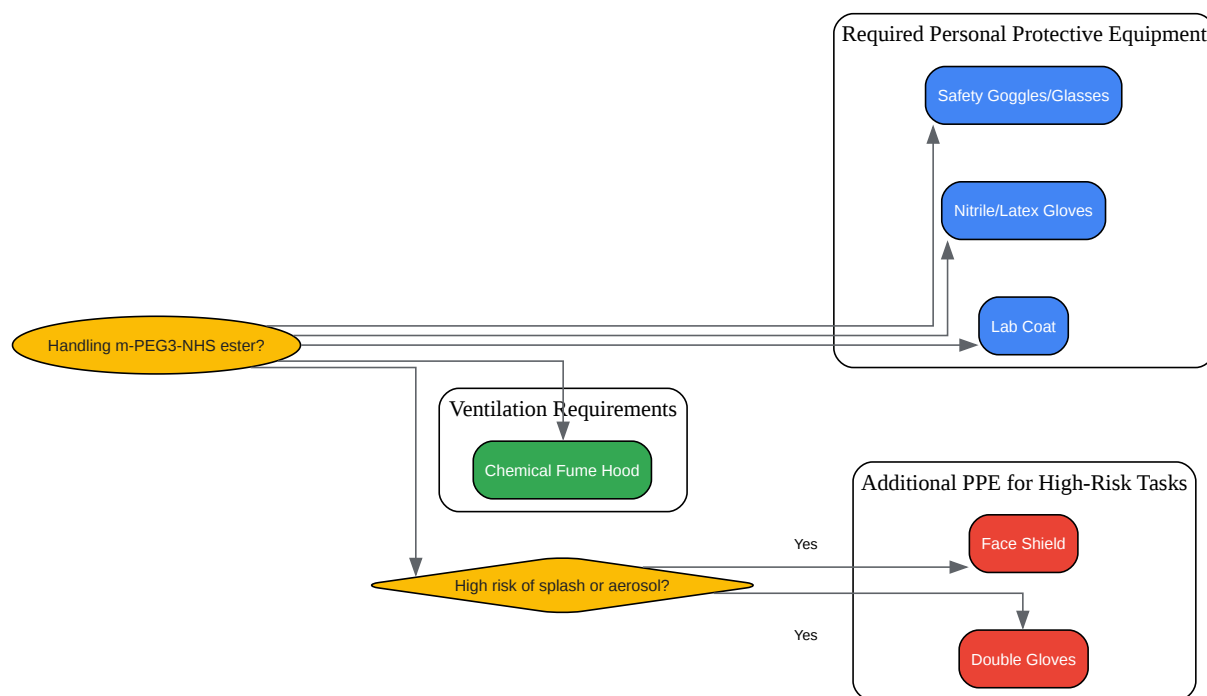 Required Personal Protective Equipment
Safety Goggles/Glasses
Nitrile/Latex Gloves
Lab Coat
Handling m-PEG3-NHS ester?
Ventilation Requirements
Chemical Fume Hood
Additional PPE for High-Risk Tasks
Yes
Face Shield
High risk of splash or aerosol?
Yes
Double Gloves